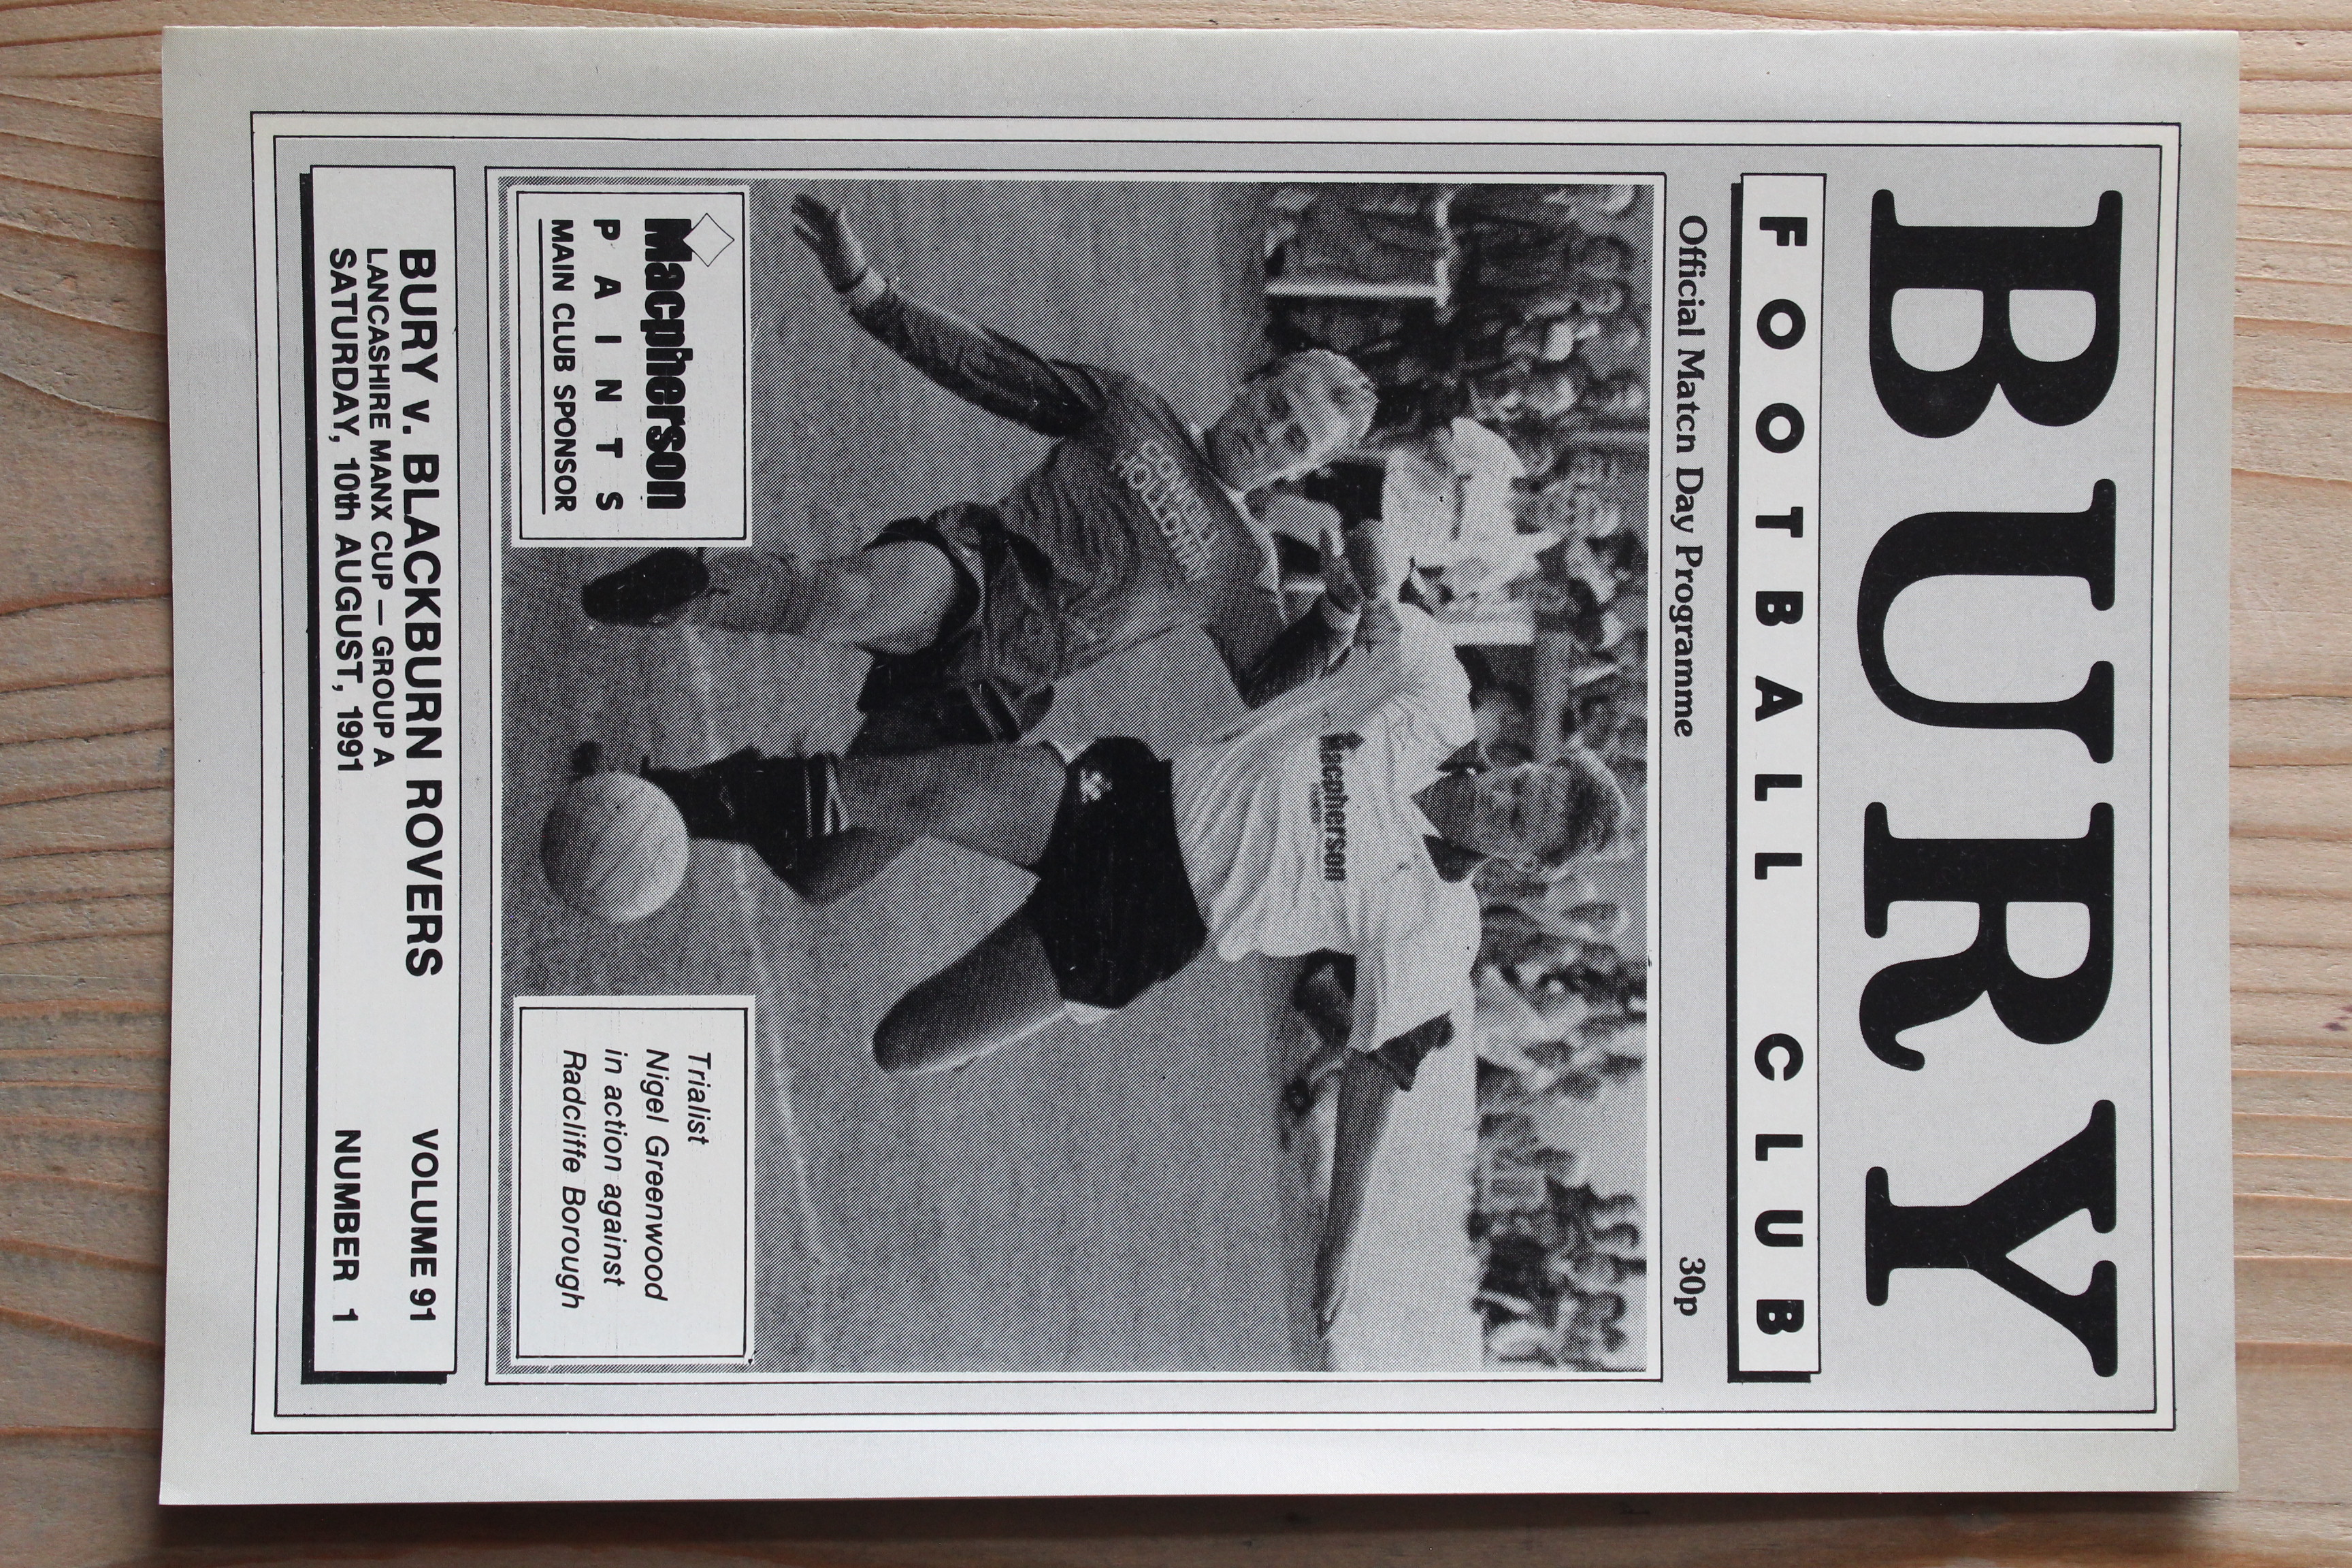 BURY
FOOTBALL CLUB
Official Match Day Programme 30p
Macpherson
Macpherson
PAINTS
MAIN CLUB SPONSOR
Trialist
Nigel Greenwood
in action against
Radcliffe Borough
BURY v. BLACKBURN ROVERS VOLUME 91
LANCASHIRE MANX CUP — GROUP A
SATURDAY, 10th AUGUST, 1991 NUMBER 1